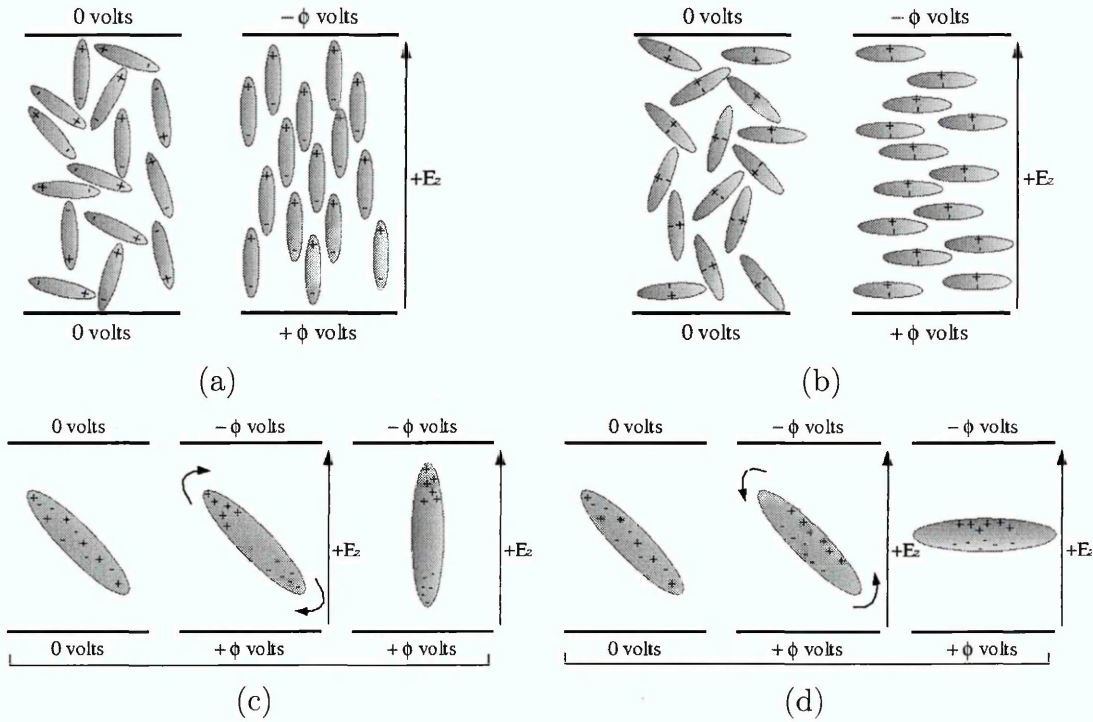 0 volts
− ϕ volts
+Ez
0 volts
+ ϕ volts
(a)
0 volts
− ϕ volts
+Ez
0 volts
+ ϕ volts
(b)
0 volts
− ϕ volts
− ϕ volts
+Ez
+Ez
0 volts
+ ϕ volts
+ ϕ volts
(c)
0 volts
− ϕ volts
− ϕ volts
+Ez
+Ez
0 volts
+ ϕ volts
+ ϕ volts
(d)